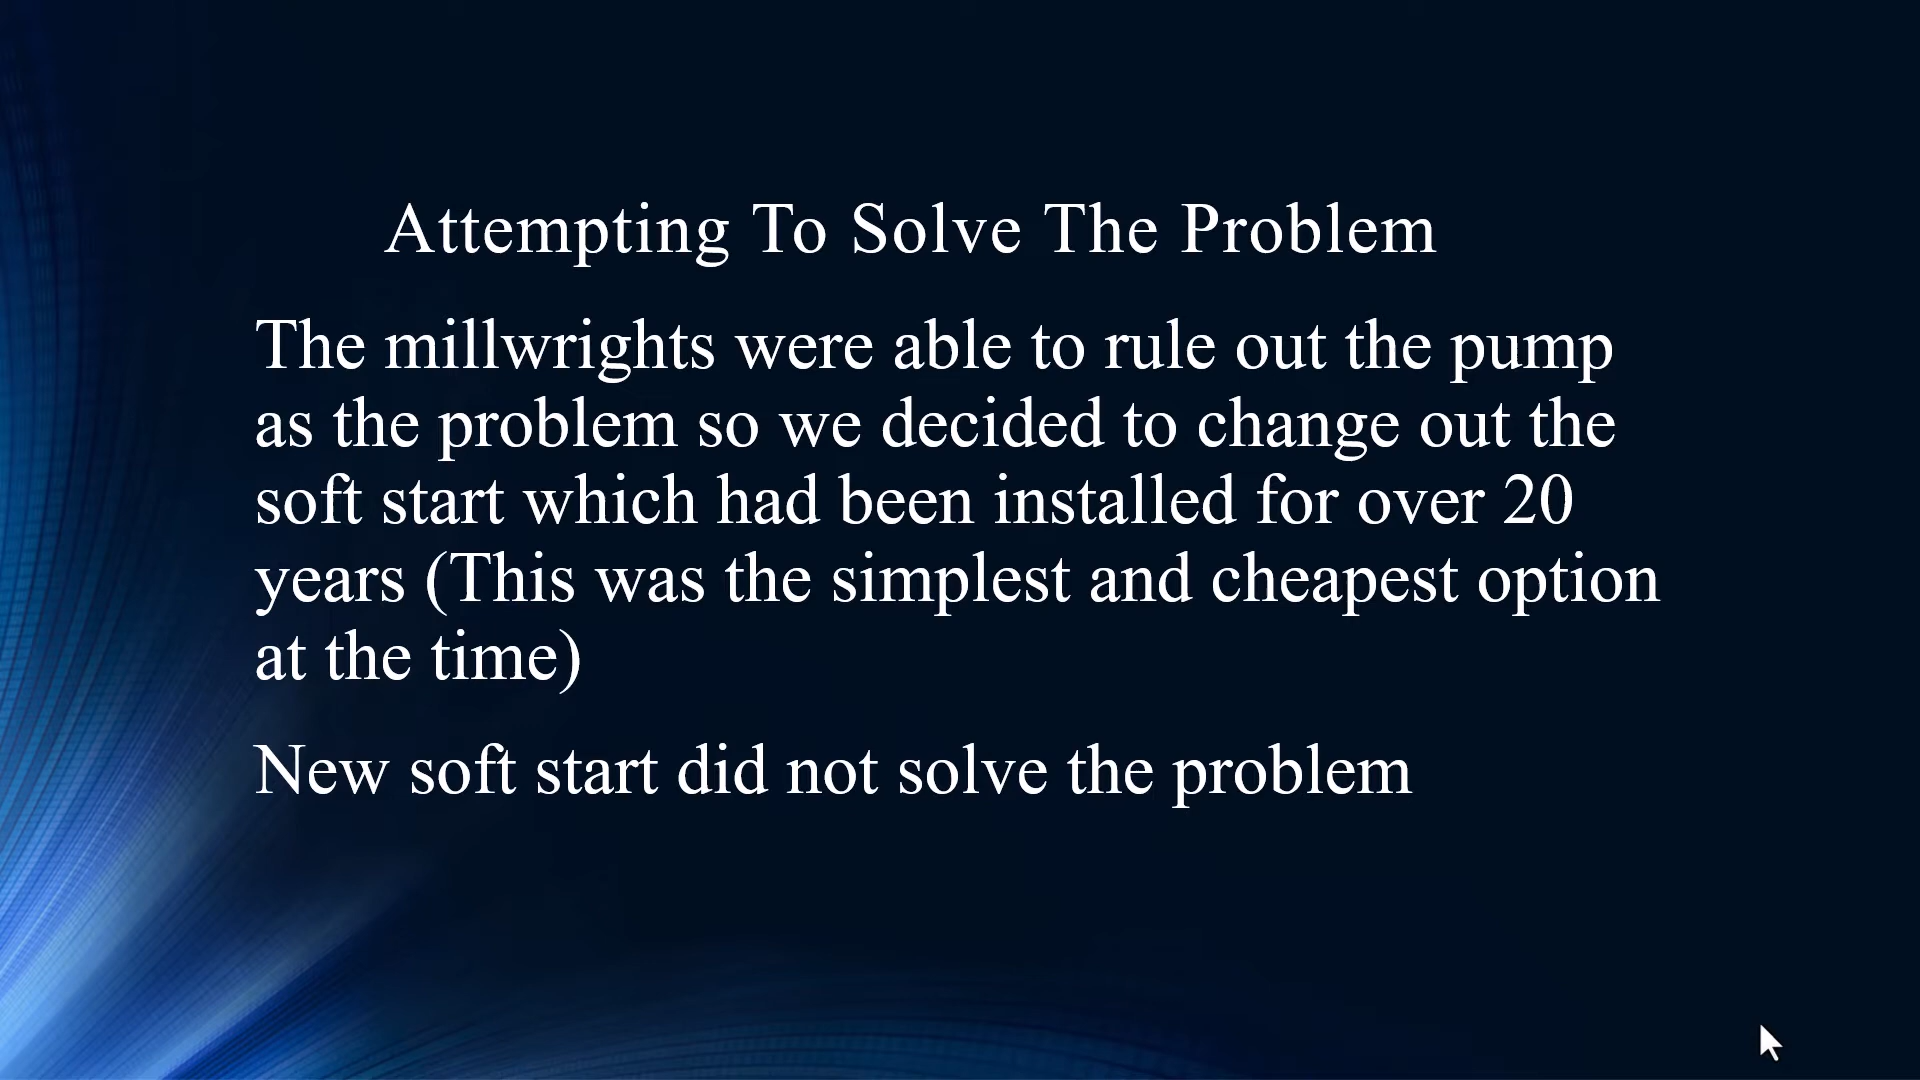 Attempting To Solve The Problem
The millwrights were able to rule out the pump
as the problem so we decided to change out the
soft start which had been installed for over 20
years (This was the simplest and cheapest option
at the time)
New soft start did not solve the problem